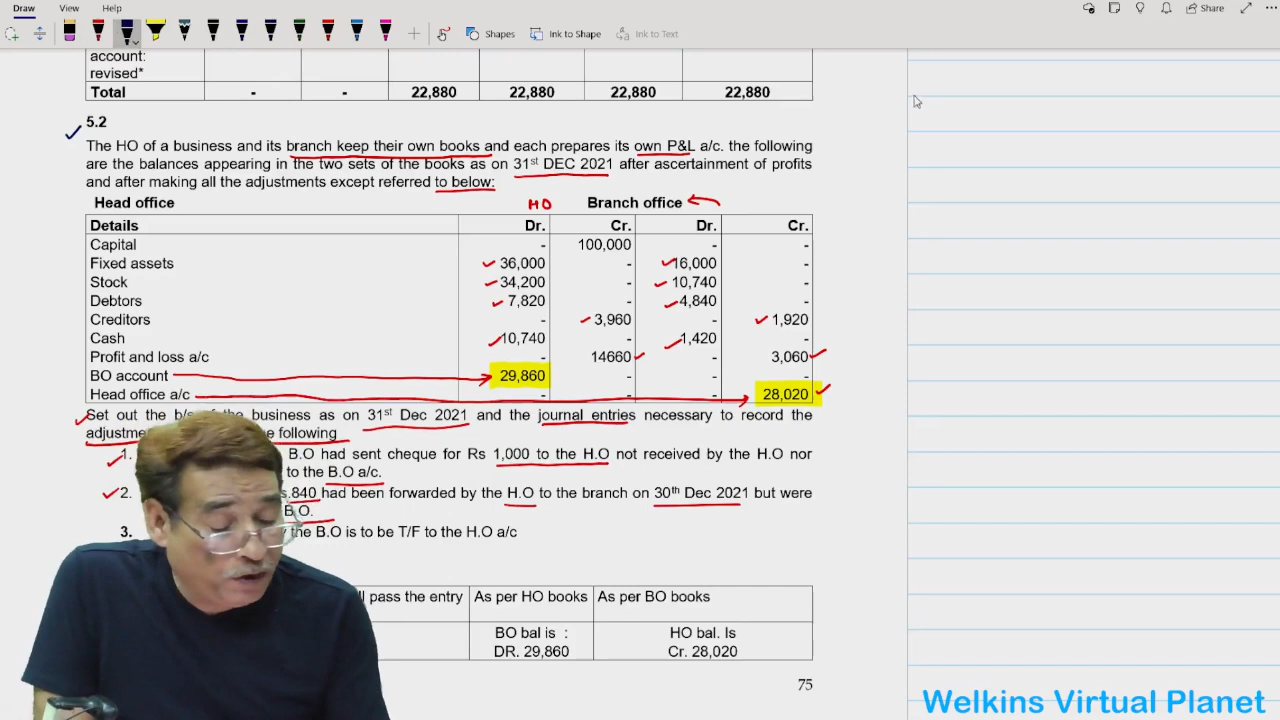 Draw View Help
Shapes Ink to Shape Ink to Text Share
account:
revised*
Total - - 22,880 22,880 22,880 22,880
5.2
The HO of a business and its branch keep their own books and each prepares its own P&L a/c. the following
are the balances appearing in the two sets of the books as on 31st DEC 2021 after ascertainment of profits
and after making all the adjustments except referred to below:
Head office HO Branch office
Details Dr. Cr. Dr. Cr.
Capital - 100,000 - -
Fixed assets 36,000 - 16,000 -
Stock 34,200 - 10,740 -
Debtors 7,820 - 4,840 -
Creditors - 3,960 - 1,920
Cash 10,740 - 1,420 -
Profit and loss a/c - 14660 - 3,060
BO account 29,860 - - -
Head office a/c - - - 28,020
Set out the b/s of the business as on 31st Dec 2021 and the journal entries necessary to record the
following
1. B.O had sent cheque for Rs 1,000 to the H.O not received by the H.O nor
to the B.O a/c.
2. 840 had been forwarded by the H.O to the branch on 30th Dec 2021 but were
B.O.
3. the B.O is to be T/F to the H.O a/c
pass the entry As per HO books As per BO books
BO bal is : HO bal. Is
DR. 29,860 Cr. 28,020
75
Welkins Virtual Planet